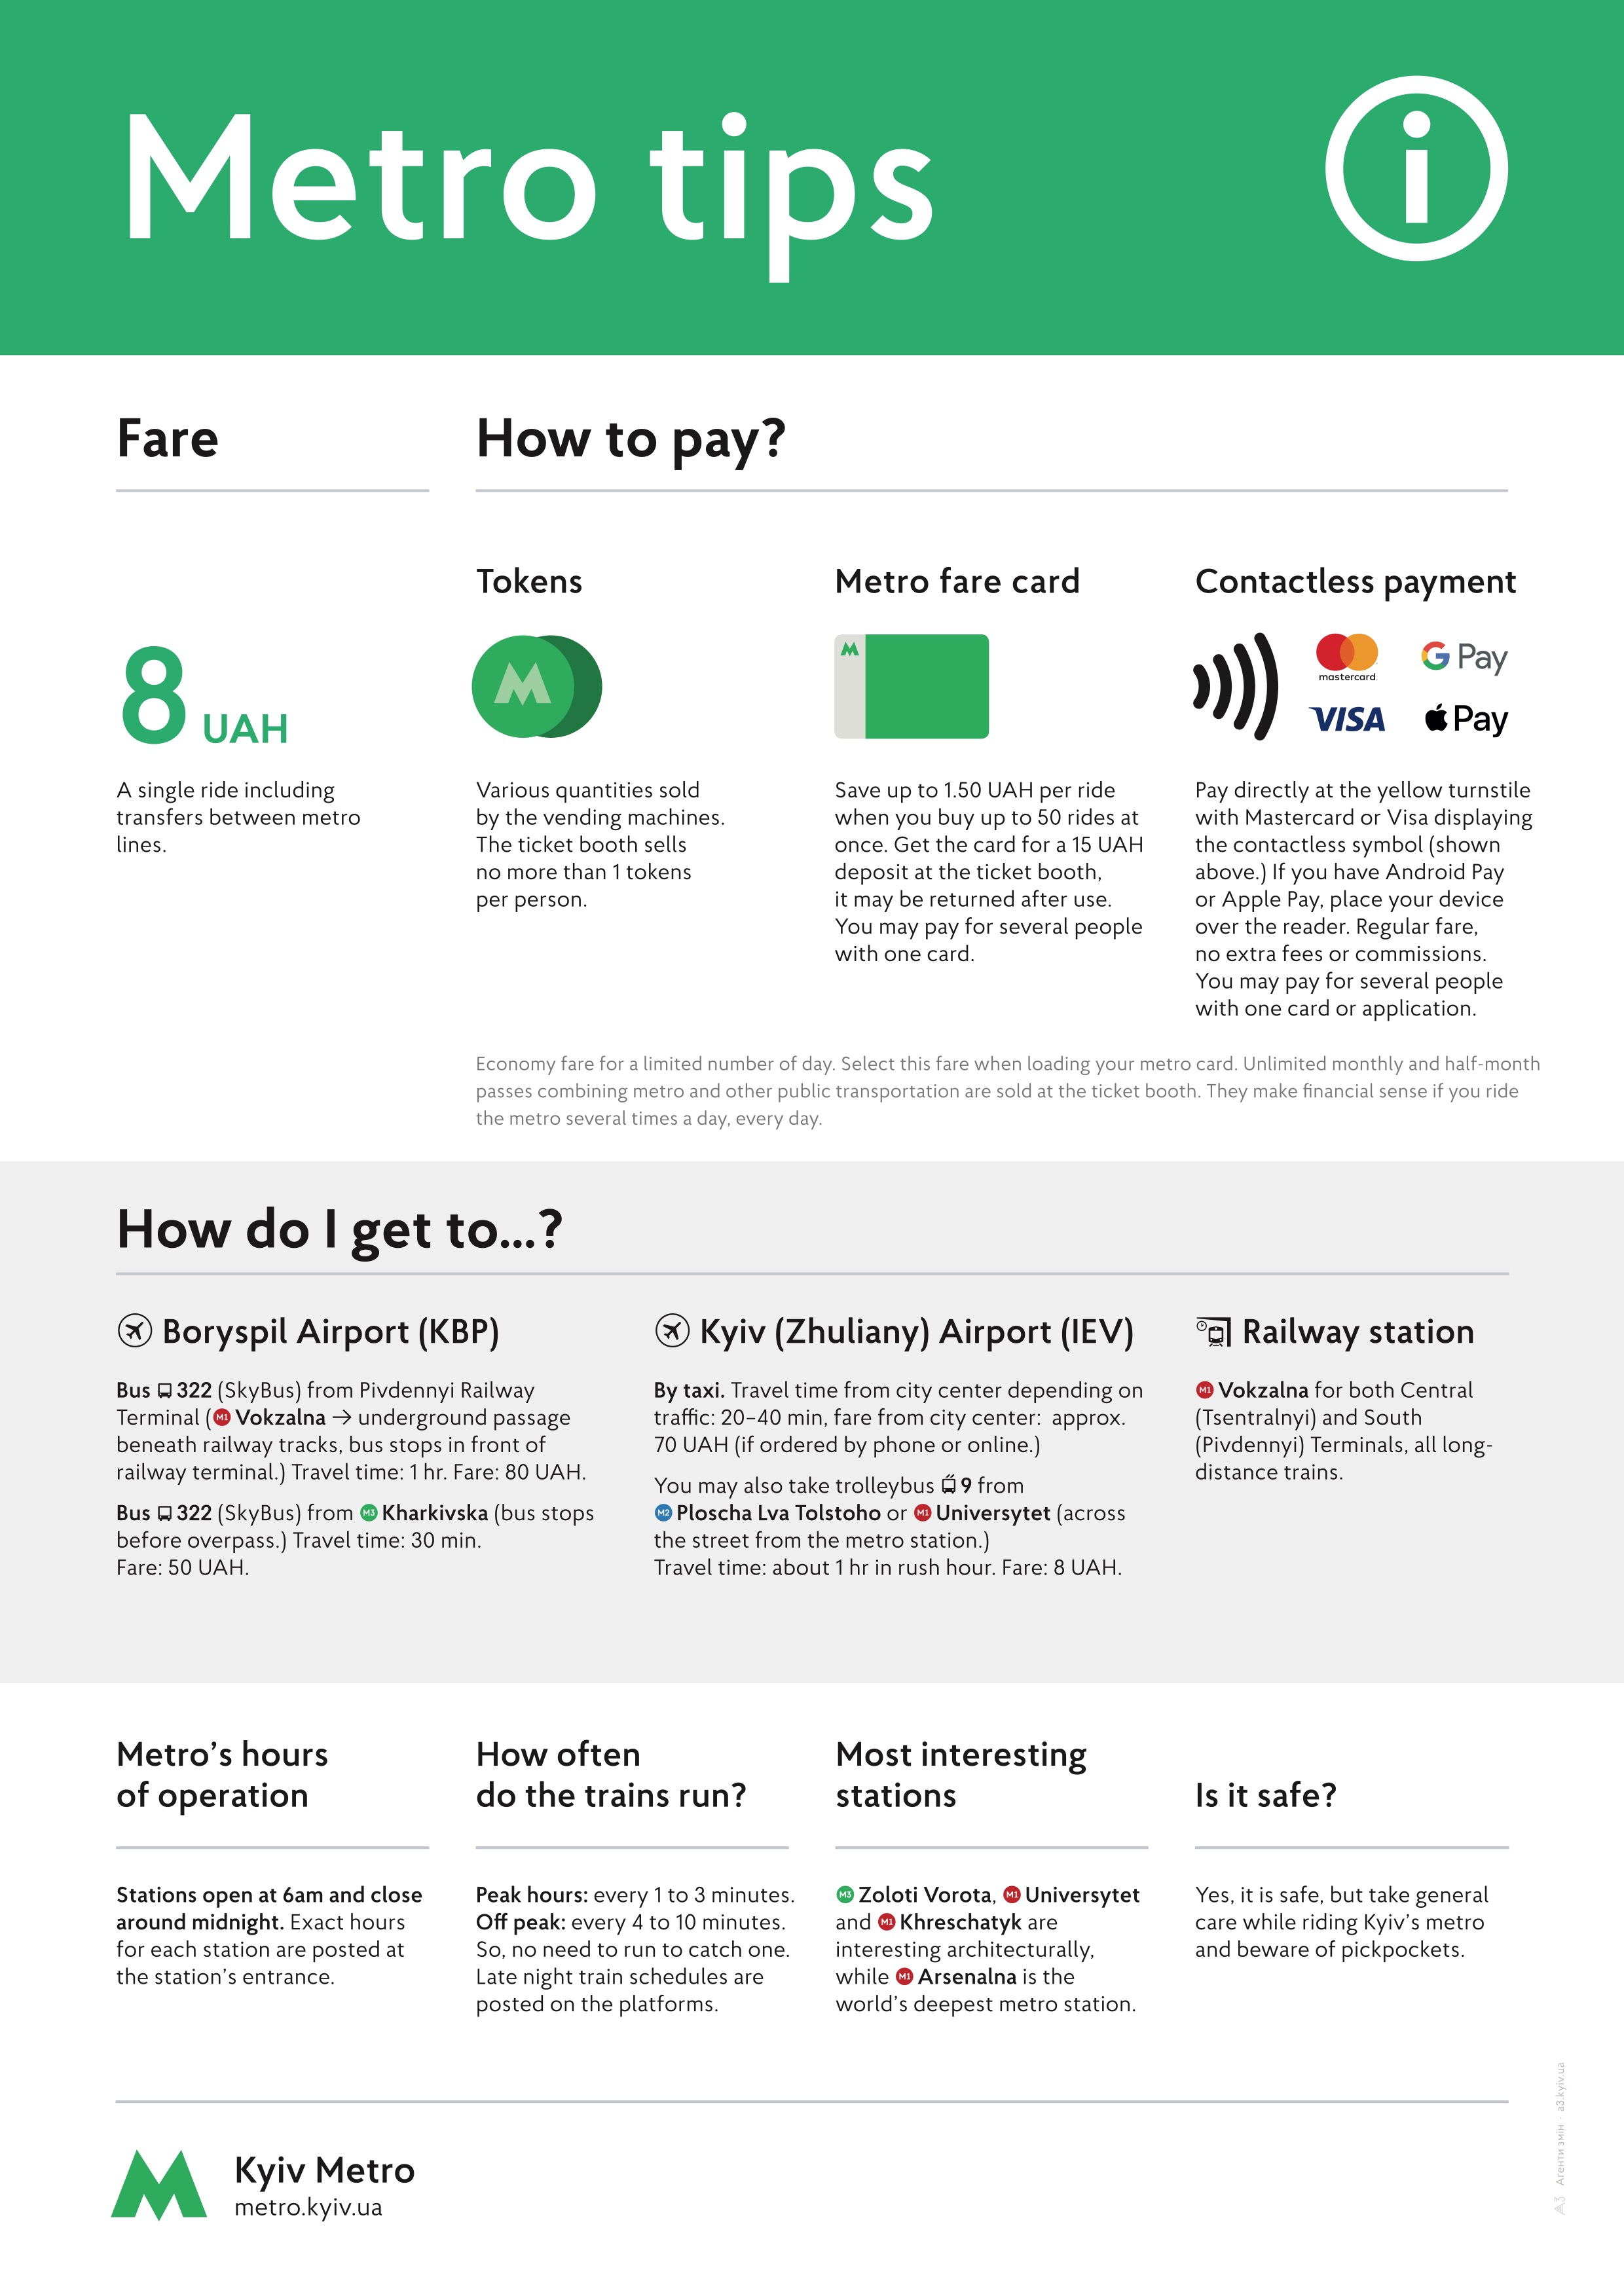 Metro tips
i
Fare
How to pay?
8 UAH
A single ride including
transfers between metro
lines.
Tokens
M
Various quantities sold
by the vending machines.
The ticket booth sells
no more than 1 tokens
per person.
Metro fare card
M
Save up to 1.50 UAH per ride
when you buy up to 50 rides at
once. Get the card for a 15 UAH
deposit at the ticket booth,
it may be returned after use.
You may pay for several people
with one card.
Contactless payment
mastercard
G Pay
VISA
Pay
Pay directly at the yellow turnstile
with Mastercard or Visa displaying
the contactless symbol (shown
above.) If you have Android Pay
or Apple Pay, place your device
over the reader. Regular fare,
no extra fees or commissions.
You may pay for several people
with one card or application.
Economy fare for a limited number of day. Select this fare when loading your metro card. Unlimited monthly and half-month
passes combining metro and other public transportation are sold at the ticket booth. They make financial sense if you ride
the metro several times a day, every day.
How do I get to...?
Boryspil Airport (KBP)
Bus 322 (SkyBus) from Pivdennyi Railway
Terminal (M1 Vokzalna → underground passage
beneath railway tracks, bus stops in front of
railway terminal.) Travel time: 1 hr. Fare: 80 UAH.
Bus 322 (SkyBus) from M3 Kharkivska (bus stops
before overpass.) Travel time: 30 min.
Fare: 50 UAH.
Kyiv (Zhuliany) Airport (IEV)
By taxi. Travel time from city center depending on
traffic: 20–40 min, fare from city center: approx.
70 UAH (if ordered by phone or online.)
You may also take trolleybus 9 from
M2 Ploscha Lva Tolstoho or M1 Universytet (across
the street from the metro station.)
Travel time: about 1 hr in rush hour. Fare: 8 UAH.
Railway station
M1 Vokzalna for both Central
(Tsentralnyi) and South
(Pivdennyi) Terminals, all long-
distance trains.
Metro’s hours
of operation
Stations open at 6am and close
around midnight. Exact hours
for each station are posted at
the station’s entrance.
How often
do the trains run?
Peak hours: every 1 to 3 minutes.
Off peak: every 4 to 10 minutes.
So, no need to run to catch one.
Late night train schedules are
posted on the platforms.
Most interesting
stations
M3 Zoloti Vorota, M1 Universytet
and M1 Khreschatyk are
interesting architecturally,
while M1 Arsenalna is the
world’s deepest metro station.
Is it safe?
Yes, it is safe, but take general
care while riding Kyiv’s metro
and beware of pickpockets.
M
Kyiv Metro
metro.kyiv.ua
A3 Агенти змін · a3.kyiv.ua